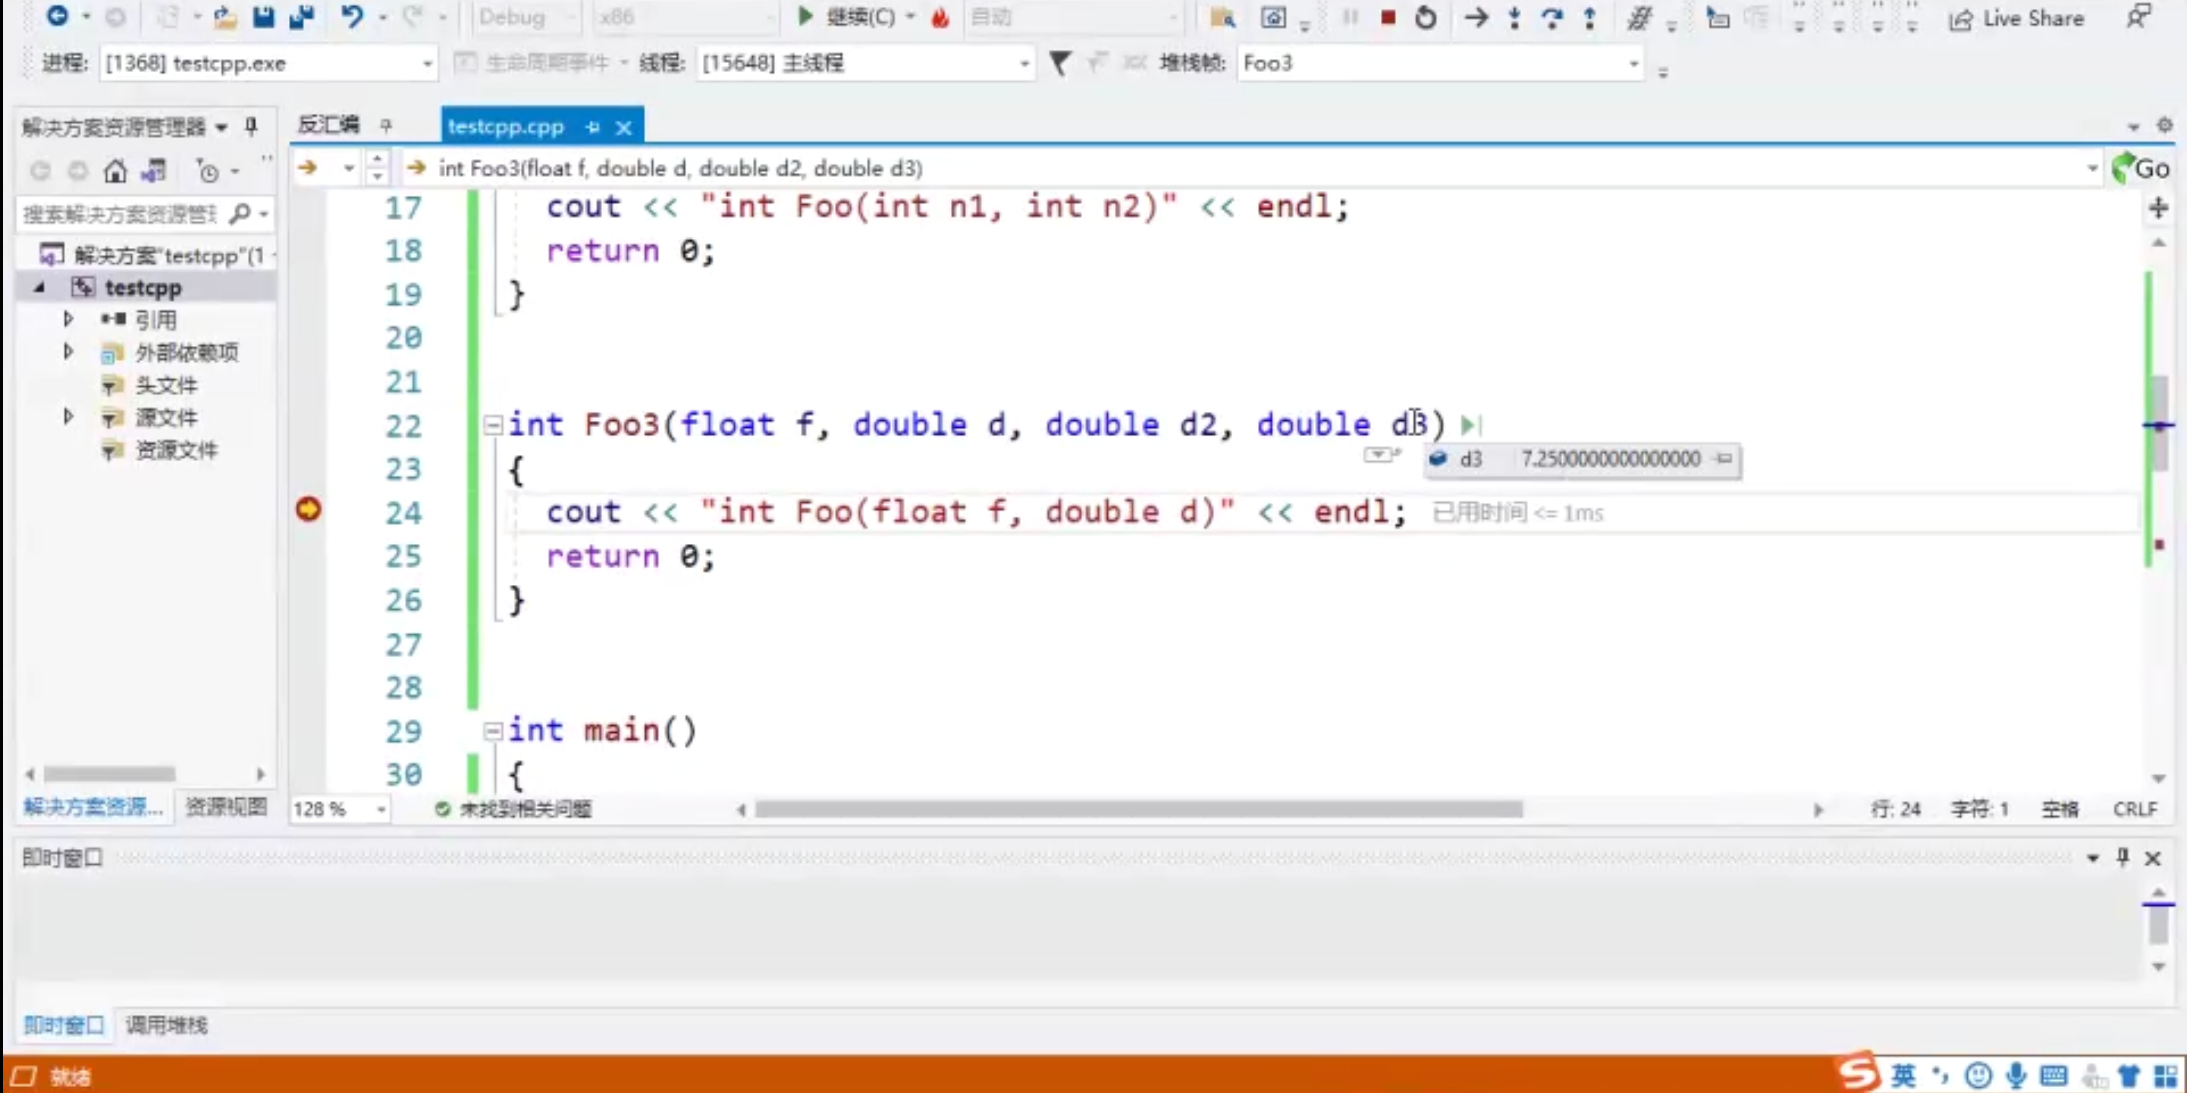 Debug x86 继续(C) 自动 Live Share
进程: [1368] testcpp.exe 生命周期事件 线程: [15648] 主线程 堆栈帧: Foo3
解决方案资源管理器 反汇编 testcpp.cpp
int Foo3(float f, double d, double d2, double d3) Go
搜索解决方案资源管
解决方案"testcpp"(1
testcpp
引用
外部依赖项
头文件
源文件
资源文件
17 cout << "int Foo(int n1, int n2)" << endl;
18 return 0;
19 }
20
21
22 int Foo3(float f, double d, double d2, double d3)
d3 7.2500000000000000
23 {
24 cout << "int Foo(float f, double d)" << endl; 已用时间 <= 1ms
25 return 0;
26 }
27
28
29 int main()
30 {
解决方案资源... 资源视图 128 % 未找到相关问题 行: 24 字符: 1 空格 CRLF
即时窗口
即时窗口 调用堆栈
就绪 英